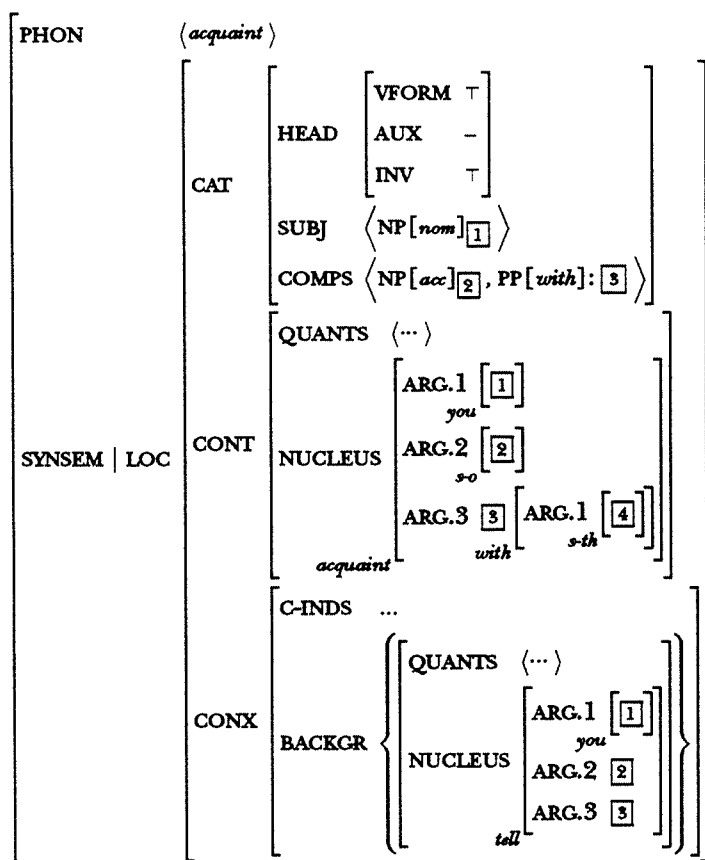 PHON ⟨acquaint⟩
VFORM ⊤
HEAD AUX −
INV ⊤
CAT
SUBJ ⟨NP[nom] 1⟩
COMPS ⟨NP[acc] 2, PP[with]: 3⟩
QUANTS ⟨···⟩
ARG.1 [1]
you
ARG.2 [2]
s-o
SYNSEM | LOC CONT NUCLEUS
ARG.3 3 [ARG.1 [4]]
acquaint with s-th
C-INDS ...
QUANTS ⟨···⟩
ARG.1 [1]
you
CONX BACKGR NUCLEUS
ARG.2 2
ARG.3 3
tell